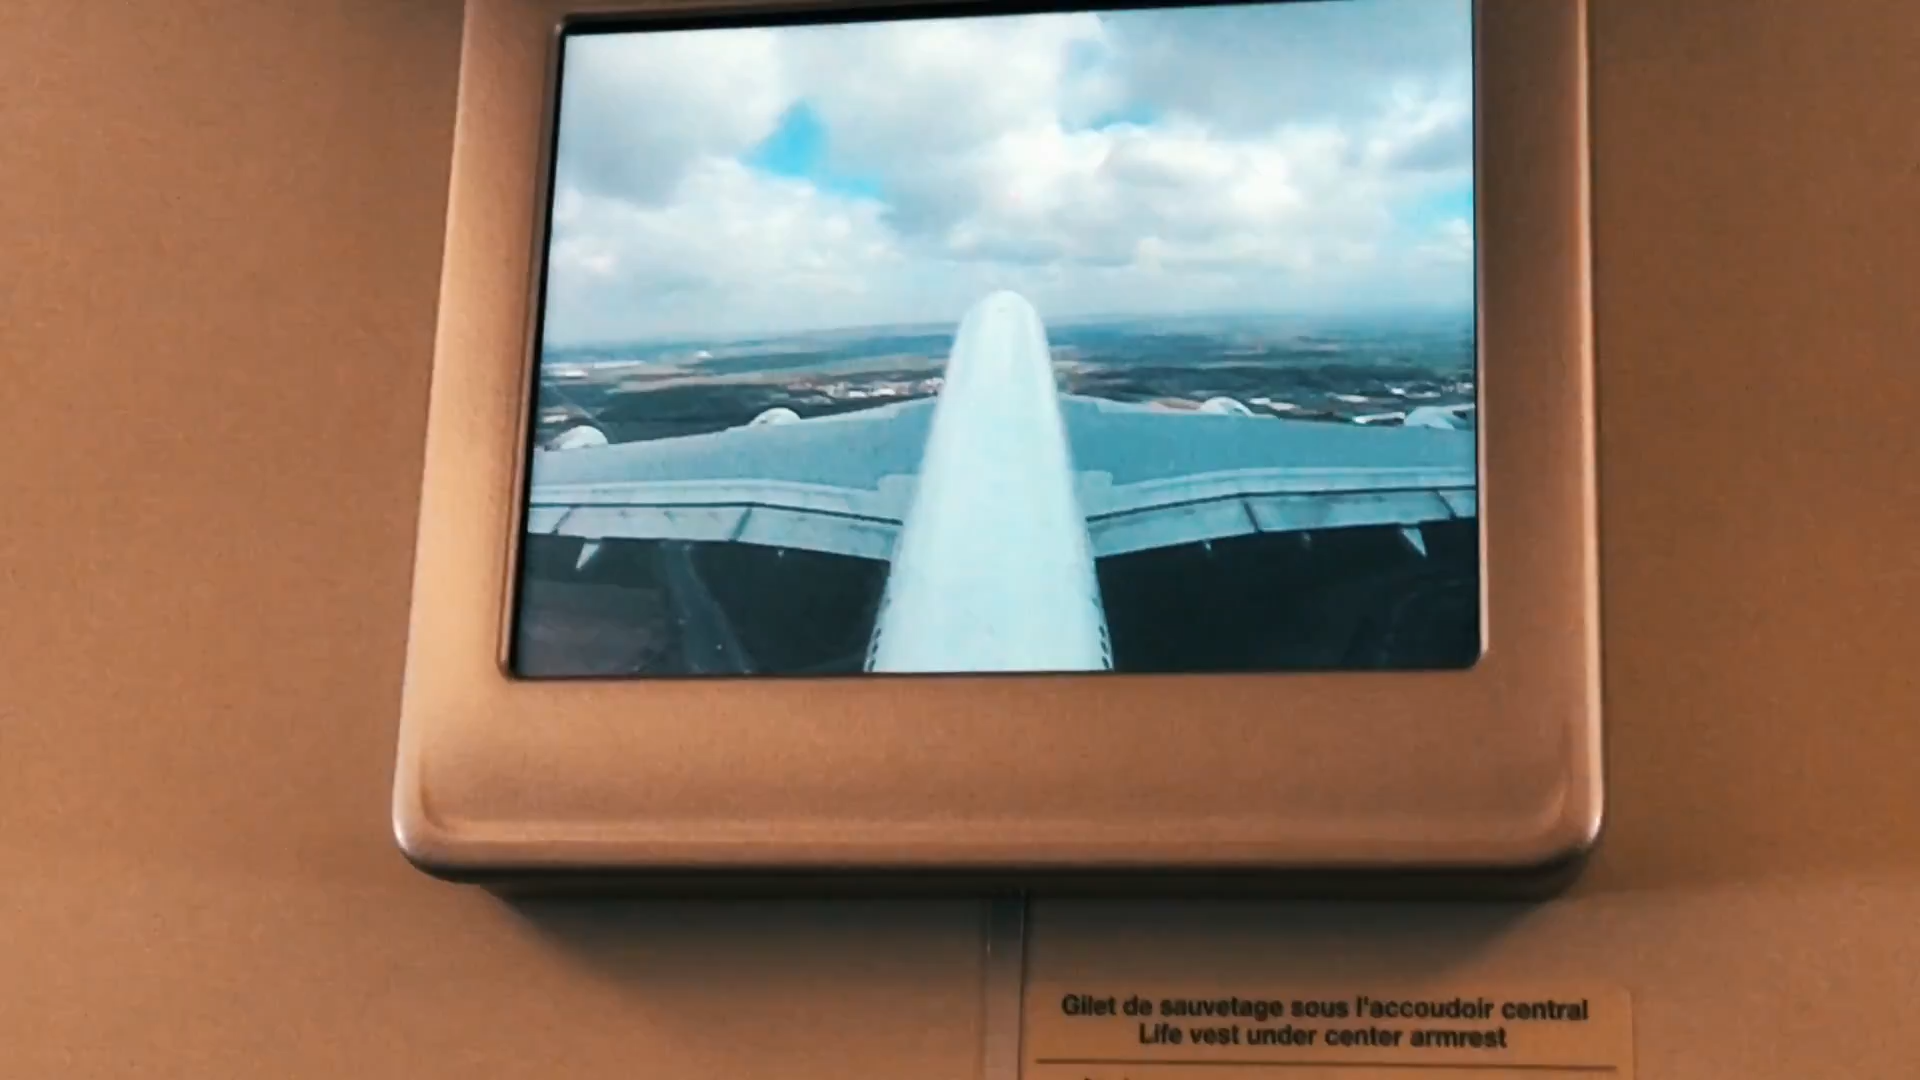 Gilet de sauvetage sous l'accoudoir central
Life vest under center armrest